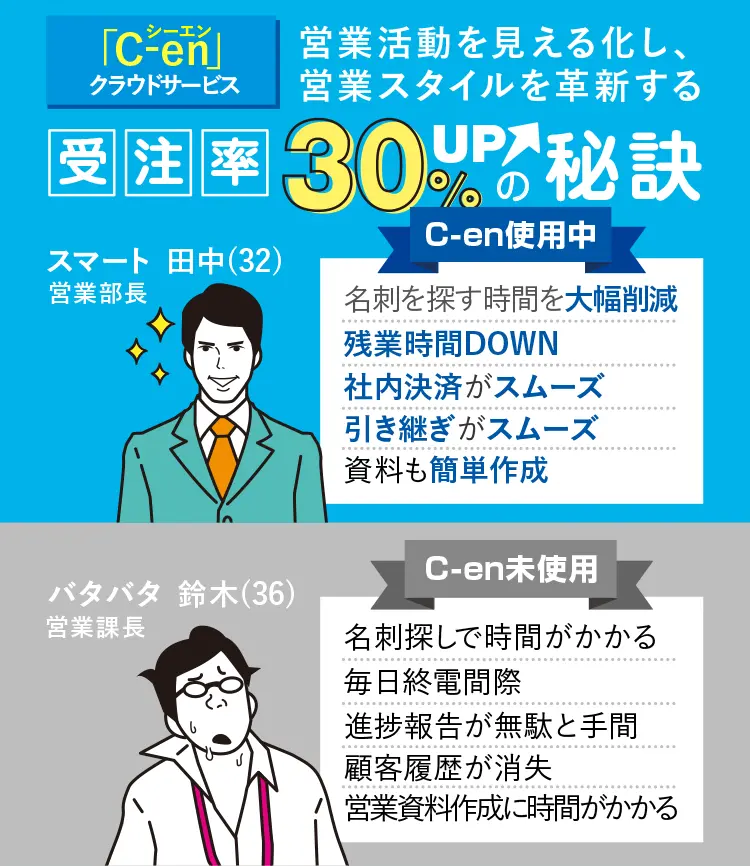 シーエン
「C-en」
クラウドサービス
営業活動を見える化し、
営業スタイルを革新する
受注率30%UPの秘訣
スマート 田中(32)
営業部長
C-en使用中
名刺を探す時間を大幅削減
残業時間DOWN
社内決済がスムーズ
引き継ぎがスムーズ
資料も簡単作成
バタバタ 鈴木(36)
営業課長
C-en未使用
名刺探しで時間がかかる
毎日終電間際
進捗報告が無駄と手間
顧客履歴が消失
営業資料作成に時間がかかる